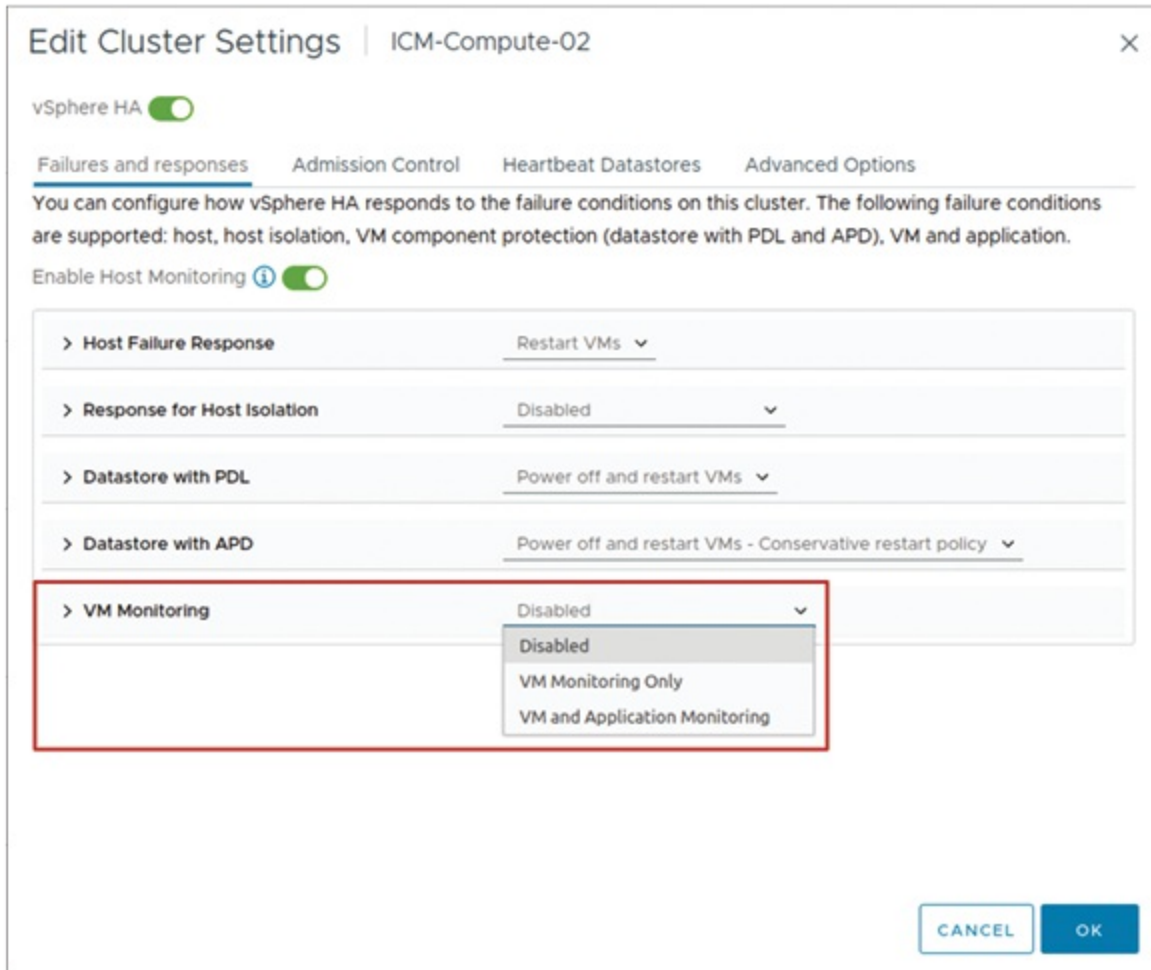 Edit Cluster Settings ICM-Compute-02
vSphere HA
Failures and responses Admission Control Heartbeat Datastores Advanced Options
You can configure how vSphere HA responds to the failure conditions on this cluster. The following failure conditions
are supported: host, host isolation, VM component protection (datastore with PDL and APD), VM and application.
Enable Host Monitoring
Host Failure Response Restart VMs
Response for Host Isolation Disabled
Datastore with PDL Power off and restart VMs
Datastore with APD Power off and restart VMs - Conservative restart policy
VM Monitoring Disabled
Disabled
VM Monitoring Only
VM and Application Monitoring
CANCEL OK